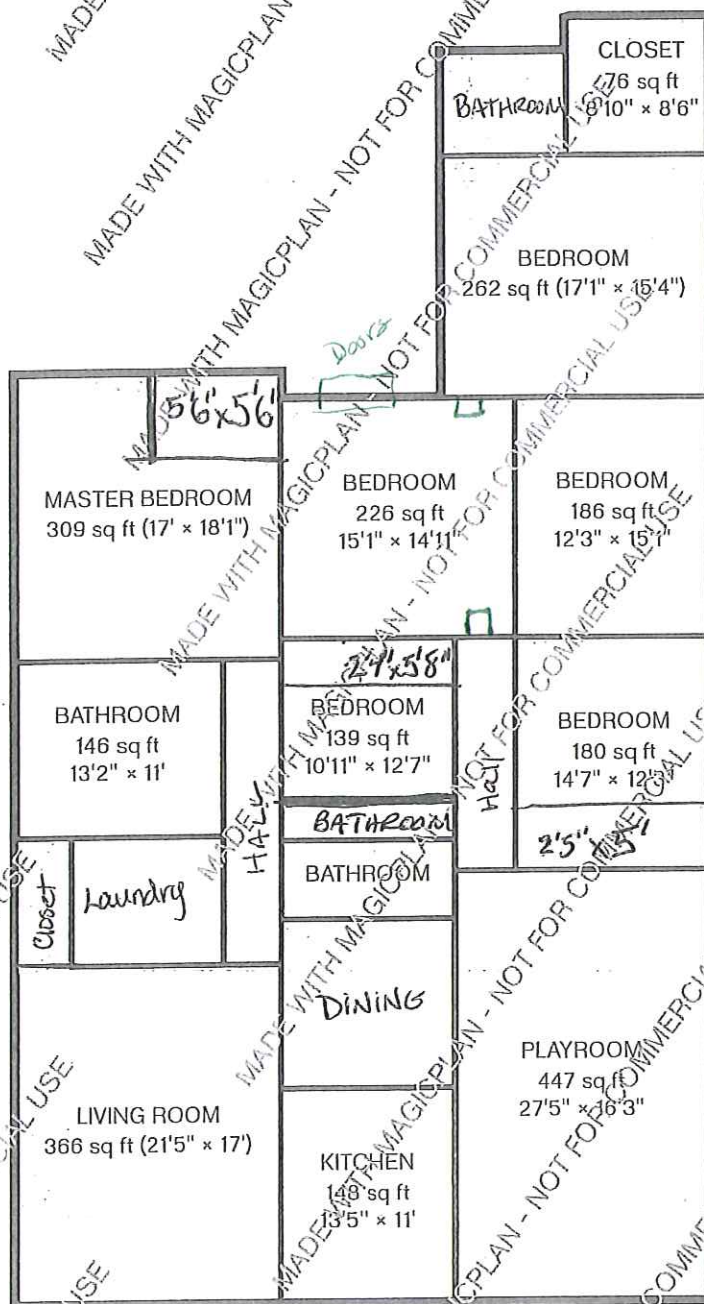 MADE WITH MAGICPLAN - NOT FOR COMMERCIAL USE
CLOSET
76 sq ft
8'10" × 8'6"
BATHROOM
BEDROOM
262 sq ft (17'1" × 15'4")
Doors
5'6" x 5'6"
MASTER BEDROOM
309 sq ft (17' × 18'1")
BEDROOM
226 sq ft
15'1" × 14'11"
BEDROOM
186 sq ft
12'3" × 15'1"
2'4" x 5'8"
BEDROOM
139 sq ft
10'11" × 12'7"
BATHROOM
146 sq ft
13'2" × 11'
HALL
Hall
BEDROOM
180 sq ft
14'7" ×
2'5" x
BATHROOM
BATHROOM
Closet
Laundry
DINING
PLAYROOM
447 sq ft
27'5" × 16'3"
LIVING ROOM
366 sq ft (21'5" × 17')
KITCHEN
148 sq ft
13'5" × 11'